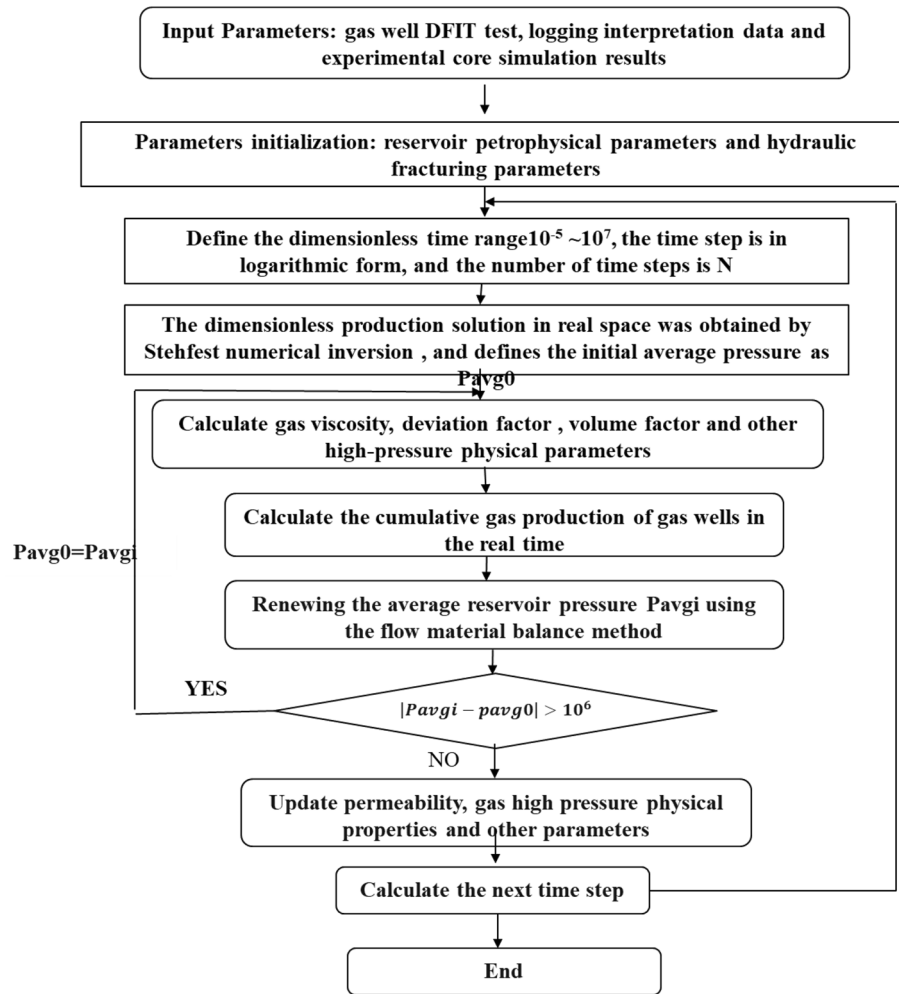 Input Parameters: gas well DFIT test, logging interpretation data and
experimental core simulation results
Parameters initialization: reservoir petrophysical parameters and hydraulic
fracturing parameters
Define the dimensionless time range10⁻⁵ ~10⁷, the time step is in
logarithmic form, and the number of time steps is N
The dimensionless production solution in real space was obtained by
Stehfest numerical inversion , and defines the initial average pressure as
Pavg0
Calculate gas viscosity, deviation factor , volume factor and other
high-pressure physical parameters
Calculate the cumulative gas production of gas wells in
the real time
Pavg0=Pavgi
Renewing the average reservoir pressure Pavgi using
the flow material balance method
YES
|Pavgi − pavg0| > 10⁶
NO
Update permeability, gas high pressure physical
properties and other parameters
Calculate the next time step
End